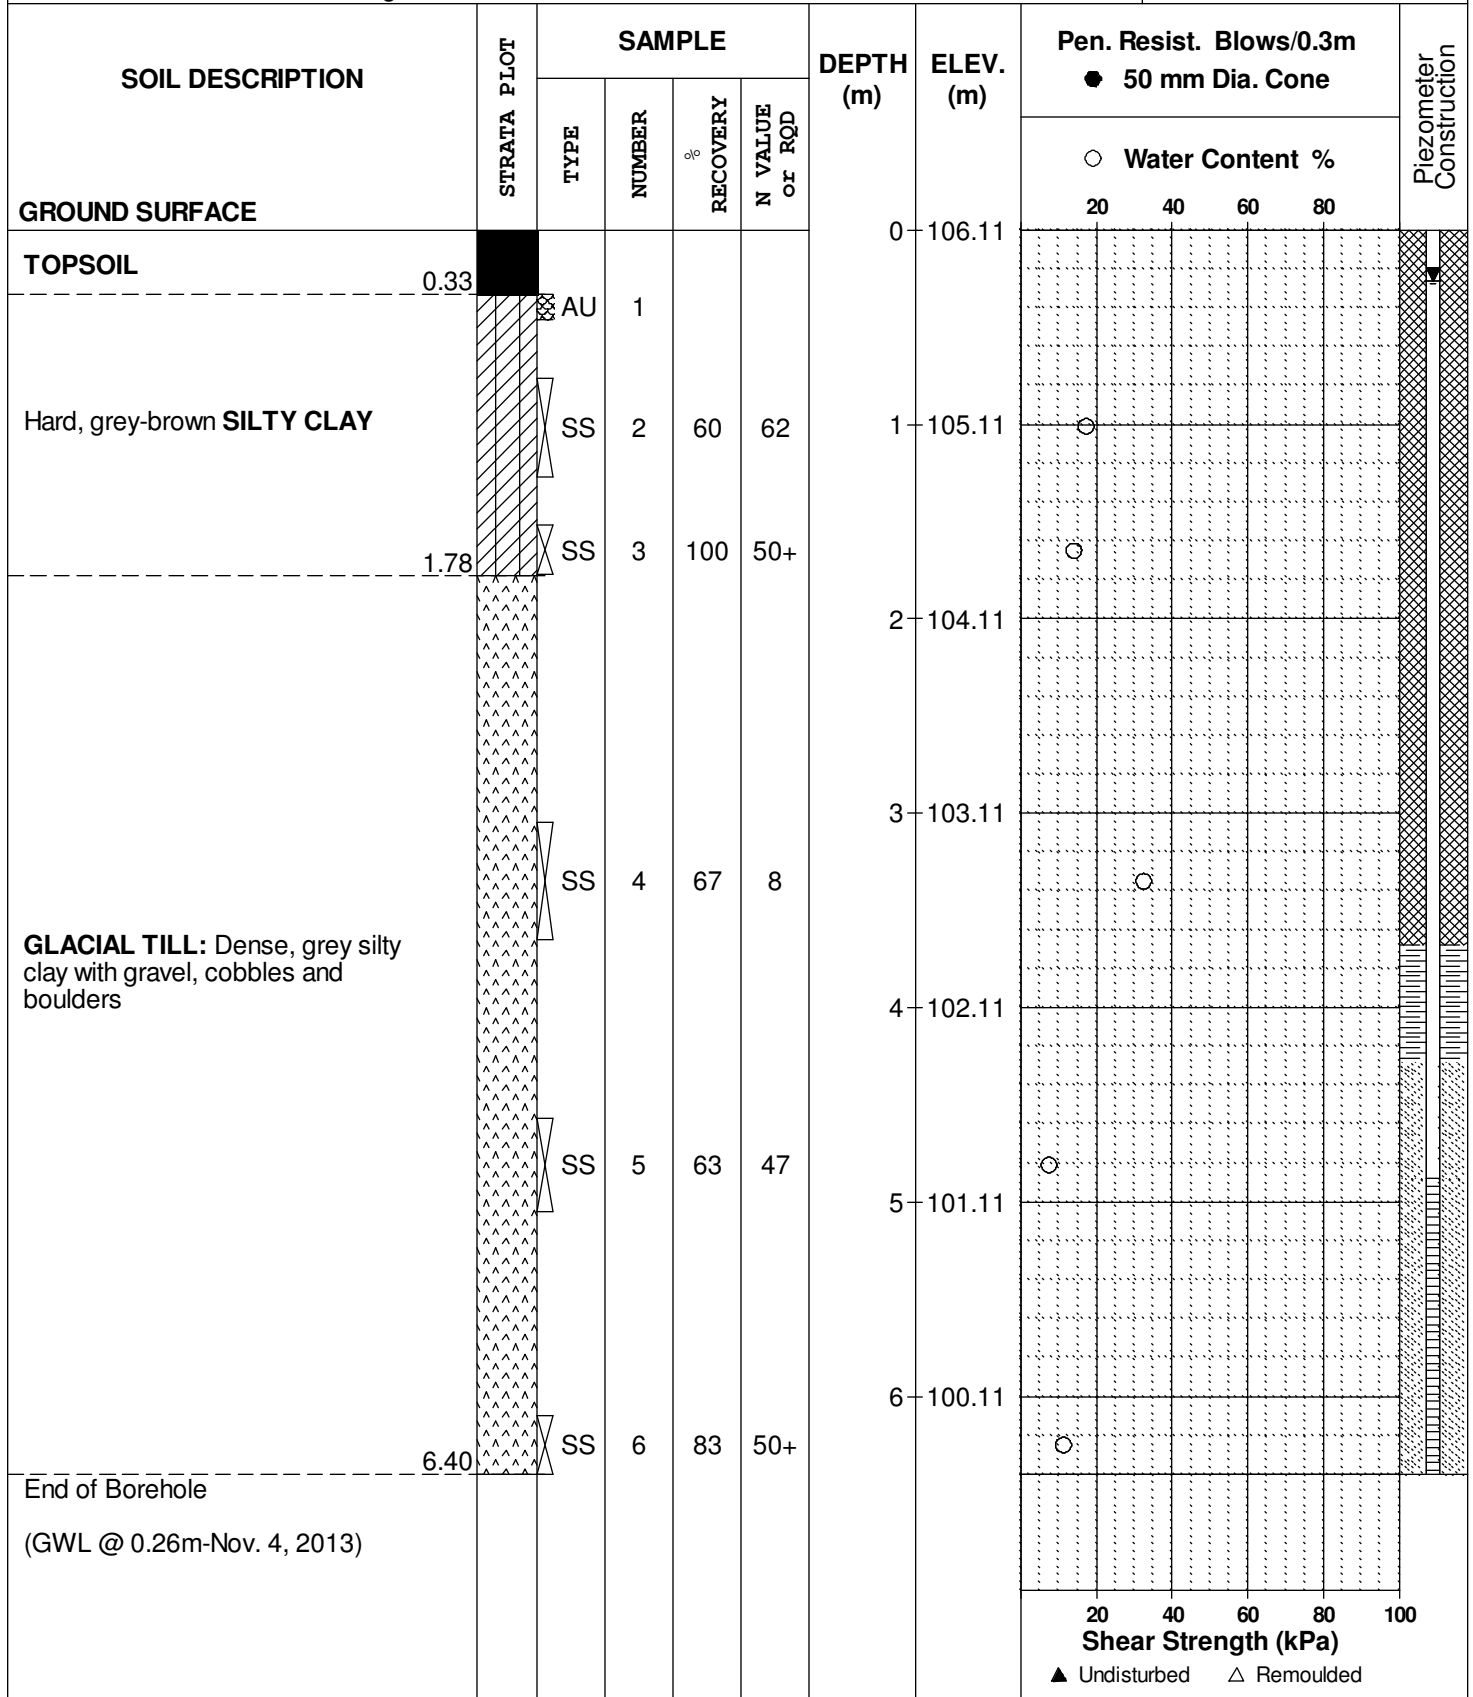 SOIL DESCRIPTION
GROUND SURFACE
STRATA PLOT
SAMPLE
TYPE
NUMBER
% RECOVERY
N VALUE or RQD
DEPTH (m)
ELEV. (m)
Pen. Resist. Blows/0.3m
● 50 mm Dia. Cone
○ Water Content %
20 40 60 80
Piezometer Construction
0 106.11
TOPSOIL
0.33
AU 1
Hard, grey-brown SILTY CLAY
SS 2 60 62
1 105.11
SS 3 100 50+
1.78
2 104.11
3 103.11
SS 4 67 8
GLACIAL TILL: Dense, grey silty
clay with gravel, cobbles and
boulders
4 102.11
SS 5 63 47
5 101.11
6 100.11
SS 6 83 50+
6.40
End of Borehole
(GWL @ 0.26m-Nov. 4, 2013)
20 40 60 80 100
Shear Strength (kPa)
▲ Undisturbed △ Remoulded